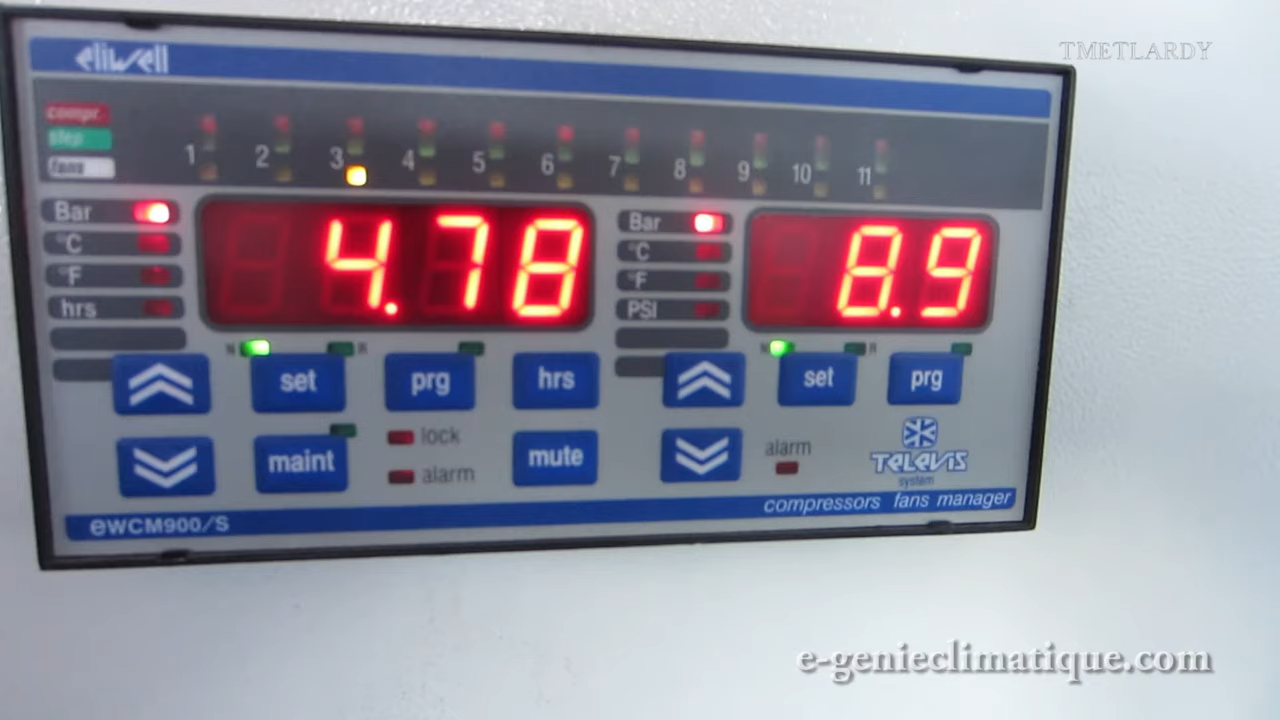 TMETLARDY
eliwell
compr.
step
fans
1 2 3 4 5 6 7 8 9 10 11
Bar
°C
°F
hrs
4.78
Bar
°C
°F
PSI
8.9
N R
N R
set prg hrs
set prg
maint
lock
alarm
mute
alarm
TELEVIS
system
compressors fans manager
eWCM900/S
e-genieclimatique.com